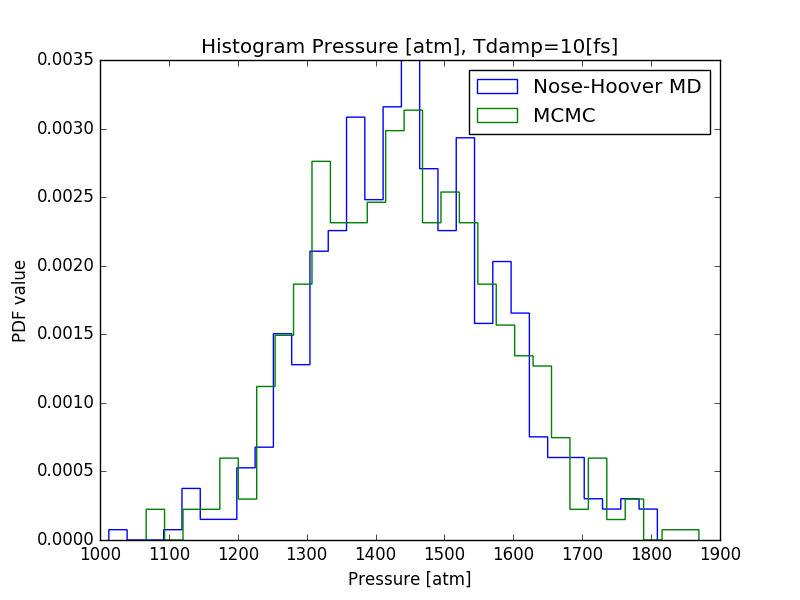 Histogram Pressure [atm], Tdamp=10[fs]
Nose-Hoover MD
MCMC
0.0035
0.0030
0.0025
0.0020
0.0015
0.0010
0.0005
0.0000
PDF value
1000 1100 1200 1300 1400 1500 1600 1700 1800 1900
Pressure [atm]